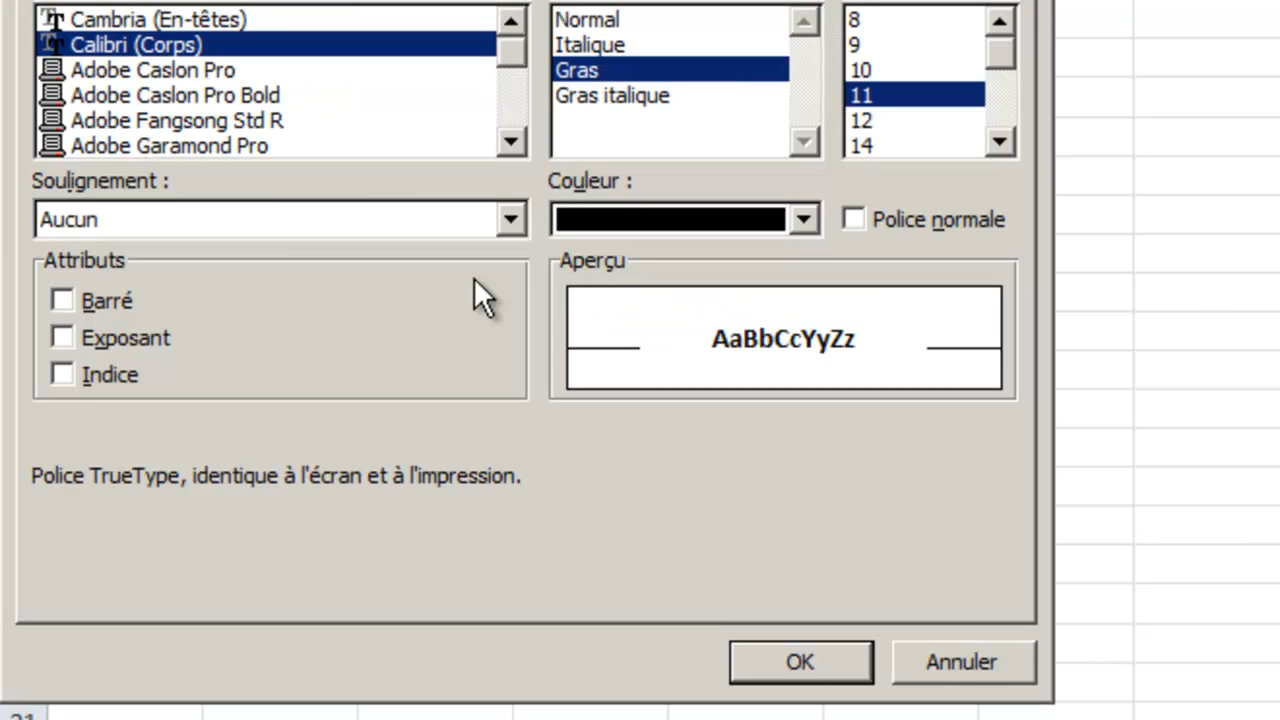 Cambria (En-têtes)
Calibri (Corps)
Adobe Caslon Pro
Adobe Caslon Pro Bold
Adobe Fangsong Std R
Adobe Garamond Pro
Normal
Italique
Gras
Gras italique
8
9
10
11
12
14
Soulignement :
Aucun
Couleur :
Police normale
Attributs
Barré
Exposant
Indice
Aperçu
AaBbCcYyZz
Police TrueType, identique à l'écran et à l'impression.
OK
Annuler